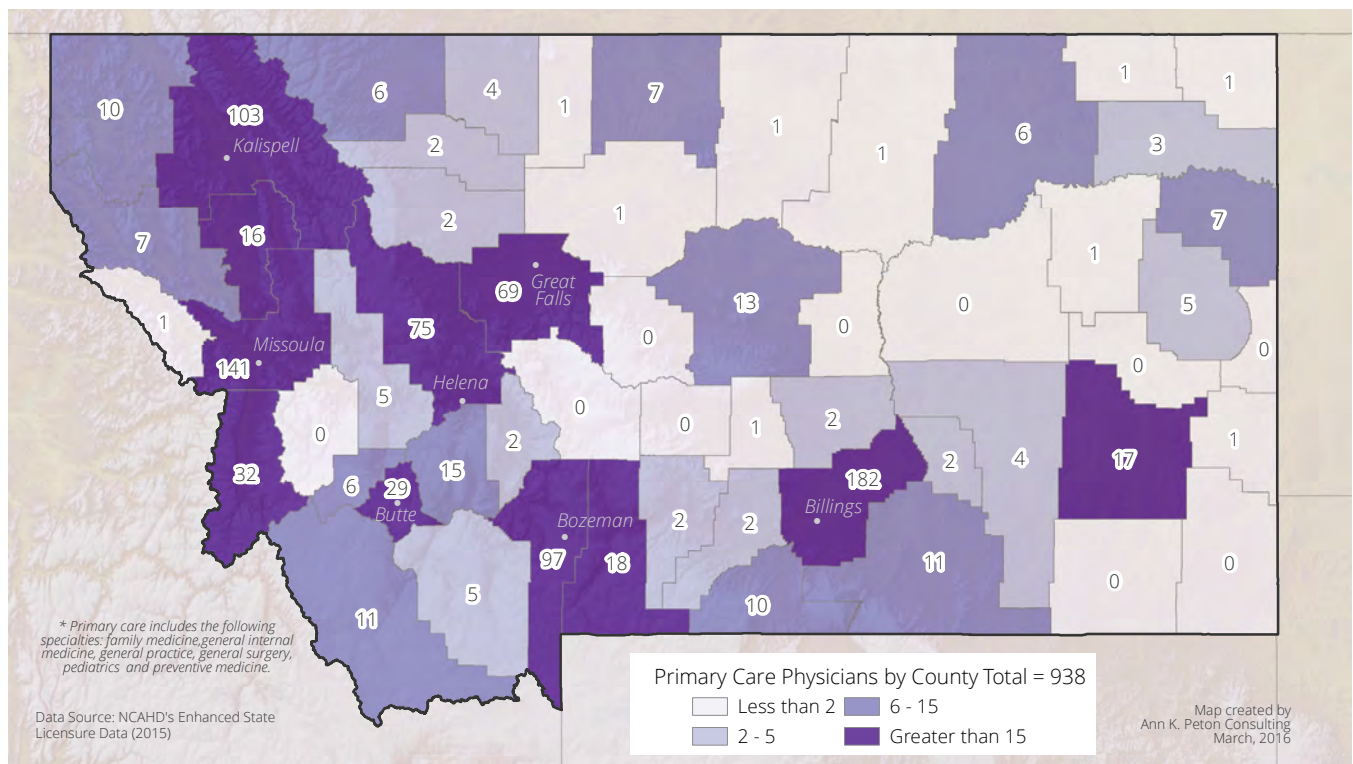 10
103
Kalispell
6
4
1
7
1
1
6
1
1
2
3
7
16
2
1
7
1
1
75
69
Great
Falls
0
13
0
0
5
0
0
141
Missoula
5
Helena
0
0
1
2
17
1
0
32
6
29
Butte
15
2
97
Bozeman
18
2
2
182
Billings
2
4
11
0
0
11
5
10
* Primary care includes the following
specialties: family medicine,general internal
medicine, general practice, general surgery,
pediatrics and preventive medicine.
Data Source: NCAHD's Enhanced State
Licensure Data (2015)
Primary Care Physicians by County Total = 938
Less than 2
6 - 15
2 - 5
Greater than 15
Map created by
Ann K. Peton Consulting
March, 2016